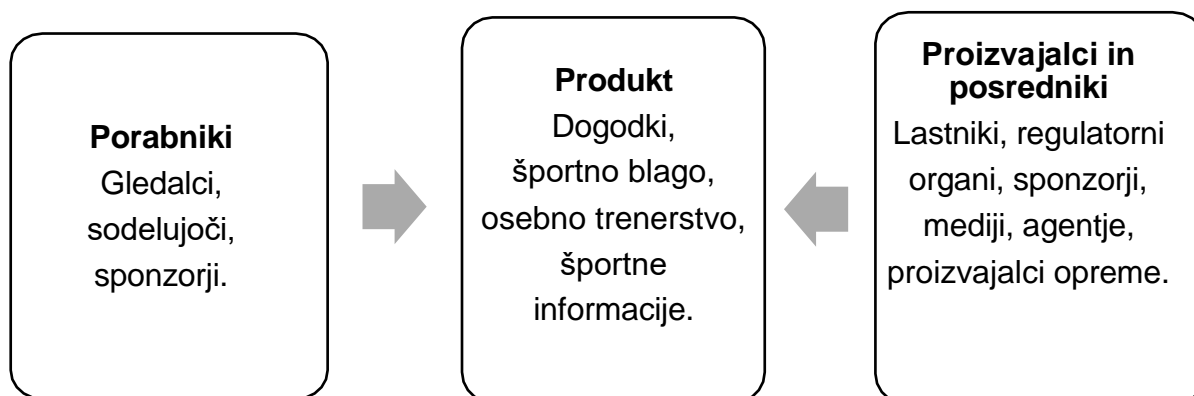 Porabniki
Gledalci,
sodelujoči,
sponzorji.
Produkt
Dogodki,
športno blago,
osebno trenerstvo,
športne
informacije.
Proizvajalci in
posredniki
Lastniki, regulatorni
organi, sponzorji,
mediji, agentje,
proizvajalci opreme.